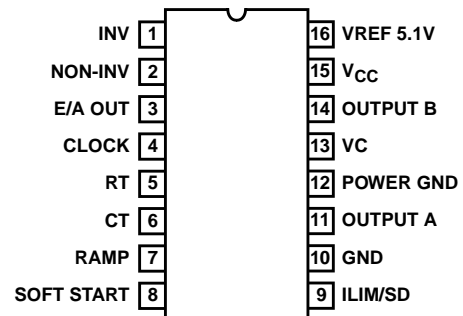 INV 1
NON-INV 2
E/A OUT 3
CLOCK 4
RT 5
CT 6
RAMP 7
SOFT START 8
16 VREF 5.1V
15 VCC
14 OUTPUT B
13 VC
12 POWER GND
11 OUTPUT A
10 GND
9 ILIM/SD